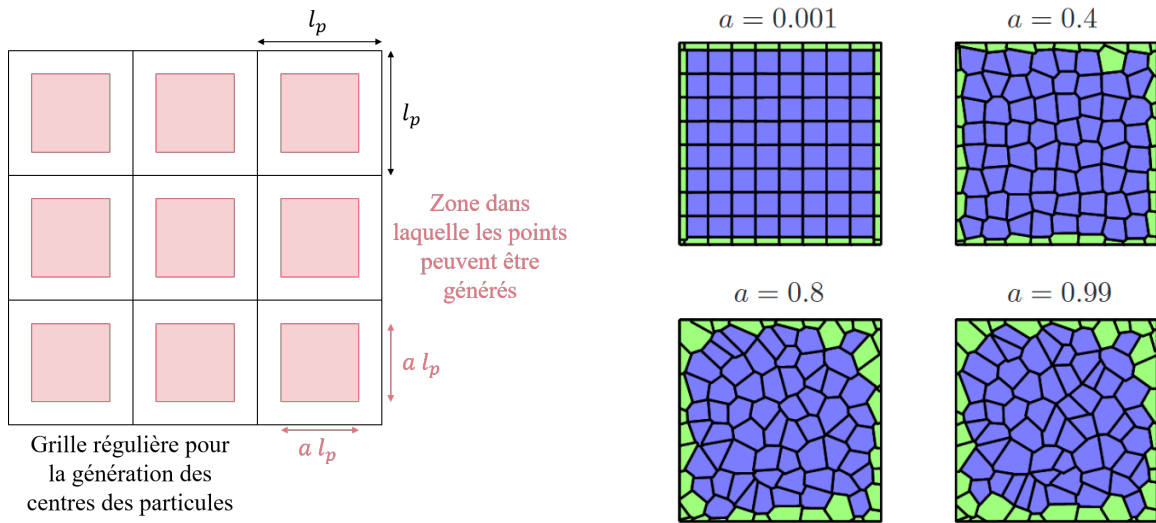 l_p
l_p
Zone dans
laquelle les points
peuvent être
générés
a l_p
a l_p
Grille régulière pour
la génération des
centres des particules
a = 0.001
a = 0.4
a = 0.8
a = 0.99